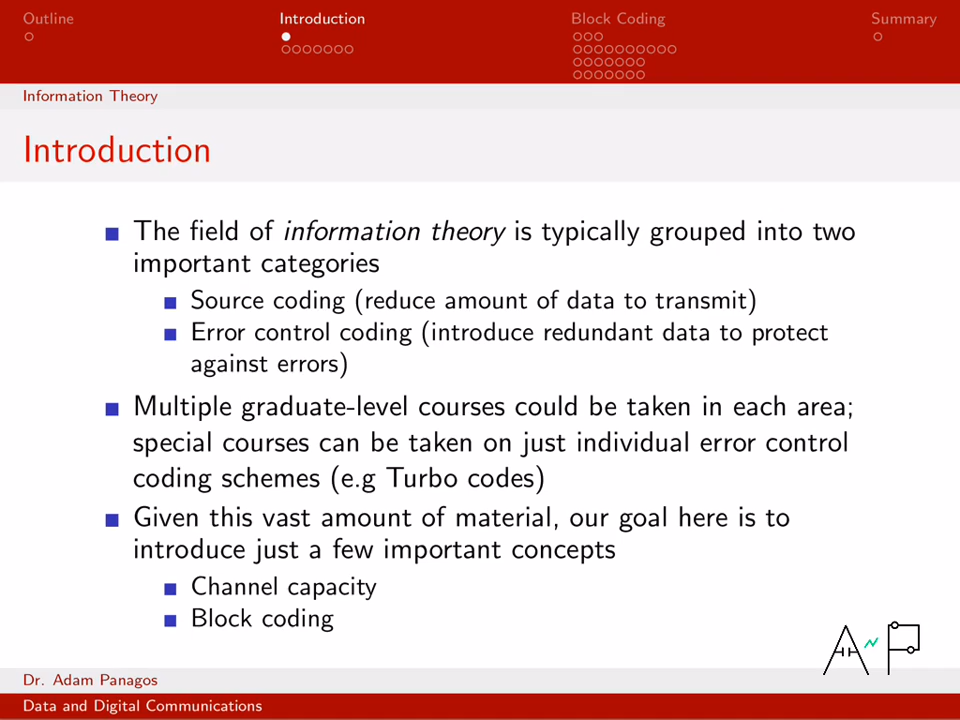 Outline
Introduction
Block Coding
Summary
Information Theory
Introduction
The field of information theory is typically grouped into two
important categories
Source coding (reduce amount of data to transmit)
Error control coding (introduce redundant data to protect
against errors)
Multiple graduate-level courses could be taken in each area;
special courses can be taken on just individual error control
coding schemes (e.g Turbo codes)
Given this vast amount of material, our goal here is to
introduce just a few important concepts
Channel capacity
Block coding
A P
Dr. Adam Panagos
Data and Digital Communications